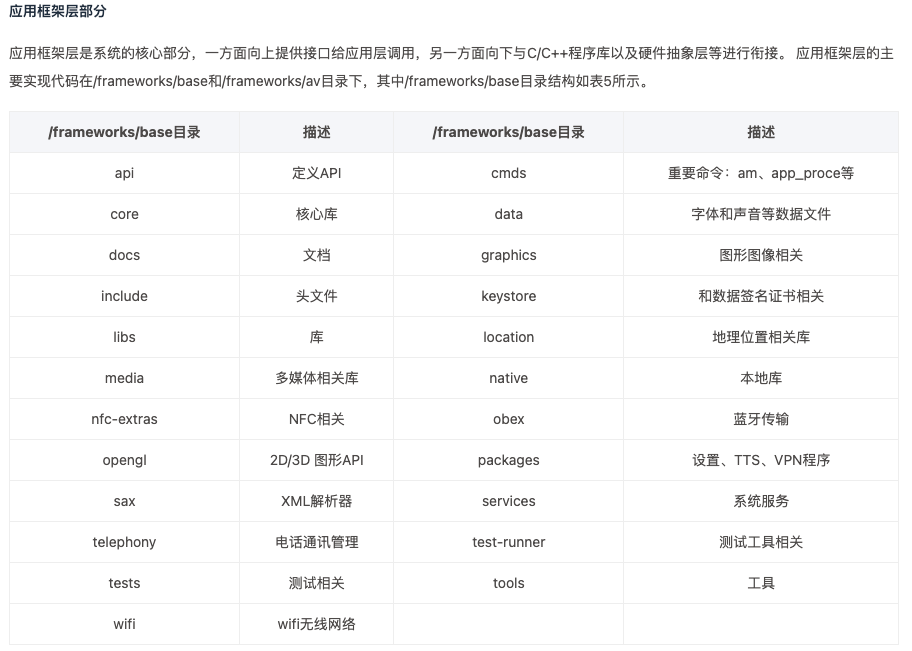 应用框架层部分
应用框架层是系统的核心部分，一方面向上提供接口给应用层调用，另一方面向下与C/C++程序库以及硬件抽象层等进行衔接。 应用框架层的主
要实现代码在/frameworks/base和/frameworks/av目录下，其中/frameworks/base目录结构如表5所示。
/frameworks/base目录 描述 /frameworks/base目录 描述
api 定义API cmds 重要命令：am、app_proce等
core 核心库 data 字体和声音等数据文件
docs 文档 graphics 图形图像相关
include 头文件 keystore 和数据签名证书相关
libs 库 location 地理位置相关库
media 多媒体相关库 native 本地库
nfc-extras NFC相关 obex 蓝牙传输
opengl 2D/3D 图形API packages 设置、TTS、VPN程序
sax XML解析器 services 系统服务
telephony 电话通讯管理 test-runner 测试工具相关
tests 测试相关 tools 工具
wifi wifi无线网络